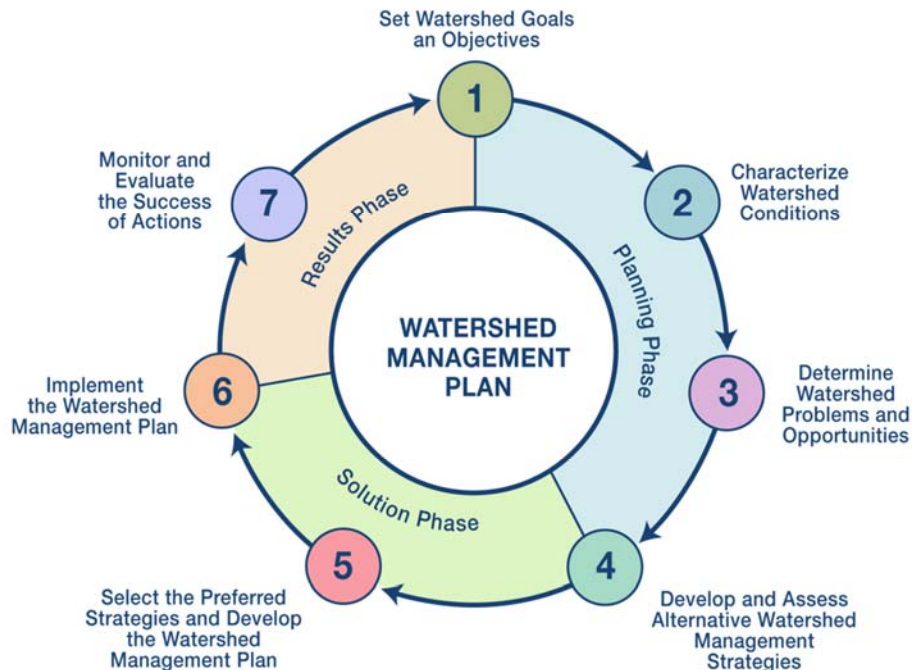 Set Watershed Goals
an Objectives
1
2
Characterize
Watershed
Conditions
3
Determine
Watershed
Problems and
Opportunities
4
Develop and Assess
Alternative Watershed
Management
Strategies
5
Select the Preferred
Strategies and Develop
the Watershed
Management Plan
6
Implement
the Watershed
Management Plan
7
Monitor and
Evaluate
the Success
of Actions
Results Phase
Planning Phase
Solution Phase
WATERSHED
MANAGEMENT
PLAN